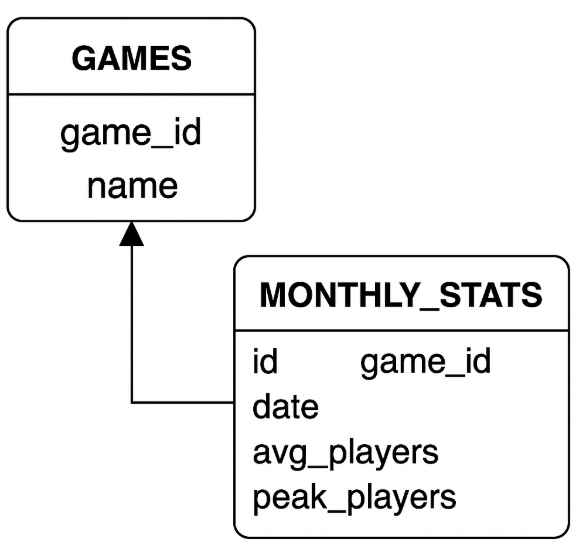 GAMES
game_id
name
MONTHLY_STATS
id game_id
date
avg_players
peak_players